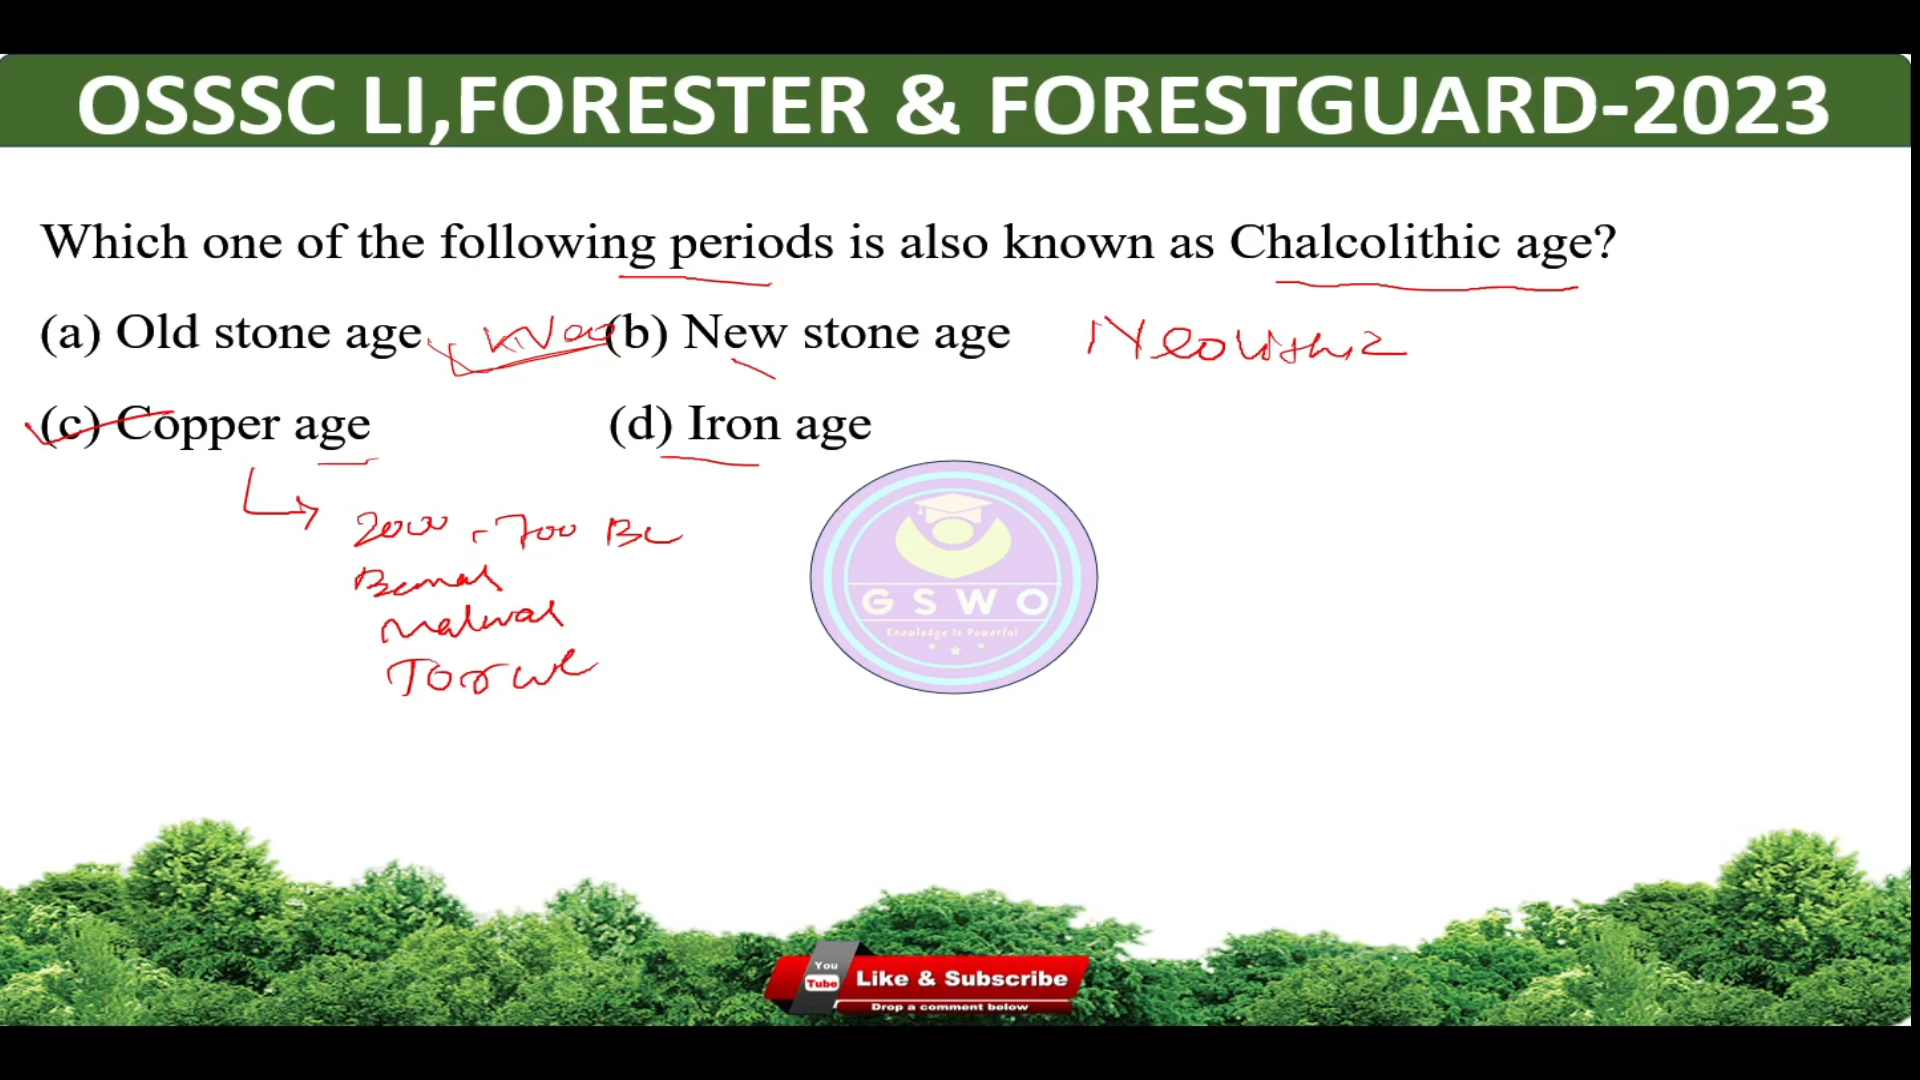 OSSSC LI,FORESTER & FORESTGUARD-2023
Which one of the following periods is also known as Chalcolithic age?
(a) Old stone age (b) New stone age Neolithic
(c) Copper age (d) Iron age
2000 - 700 BC
Malwa
GSWO
Knowledge Is Powerful
You
Tube
Like & Subscribe
Drop a comment below